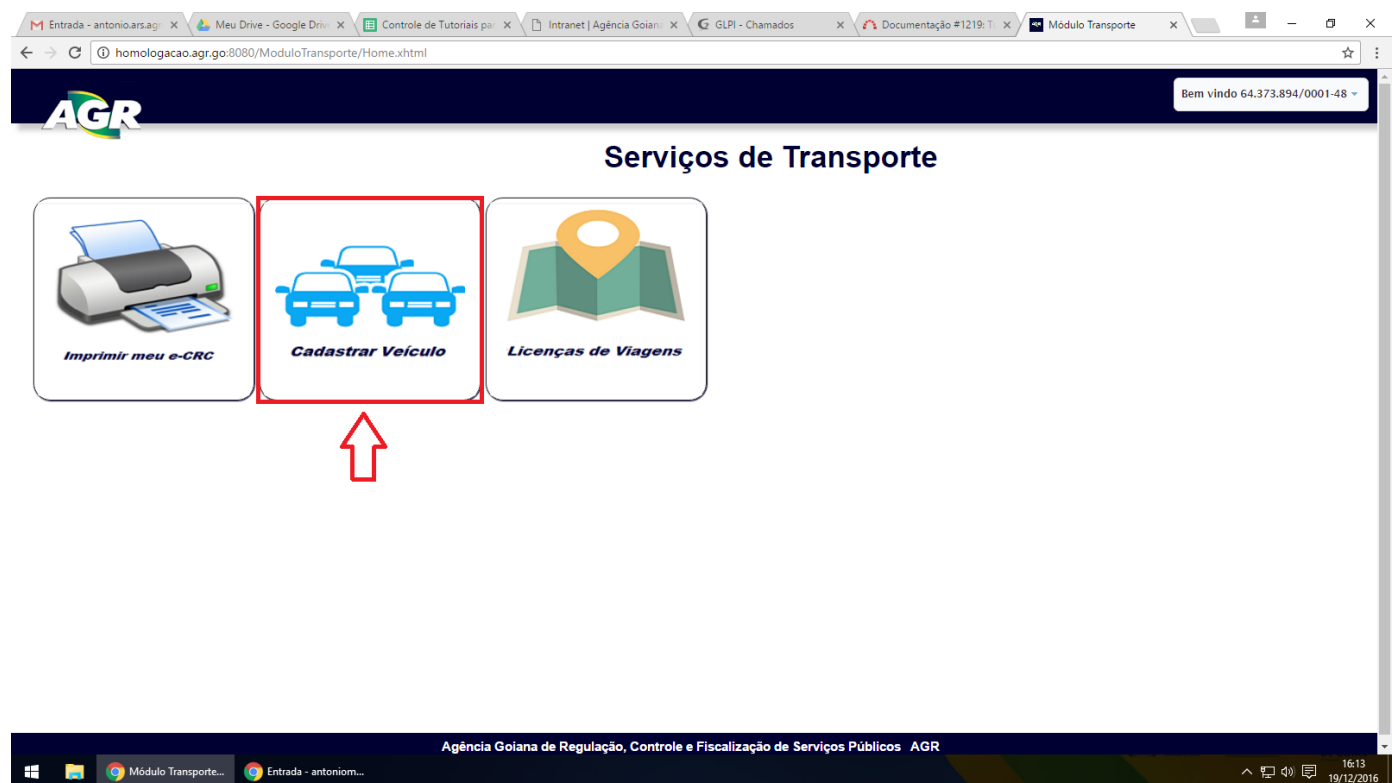 Entrada - antonio.ars.agr
Meu Drive - Google Driv
Controle de Tutoriais par
Intranet | Agência Goiana
GLPI - Chamados
Documentação #1219: Tu
Módulo Transporte
homologacao.agr.go:8080/ModuloTransporte/Home.xhtml
AGR
Bem vindo 64.373.894/0001-48
Serviços de Transporte
Imprimir meu e-CRC
Cadastrar Veículo
Licenças de Viagens
Agência Goiana de Regulação, Controle e Fiscalização de Serviços Públicos AGR
Módulo Transporte...
Entrada - antoniom...
16:13
19/12/2016